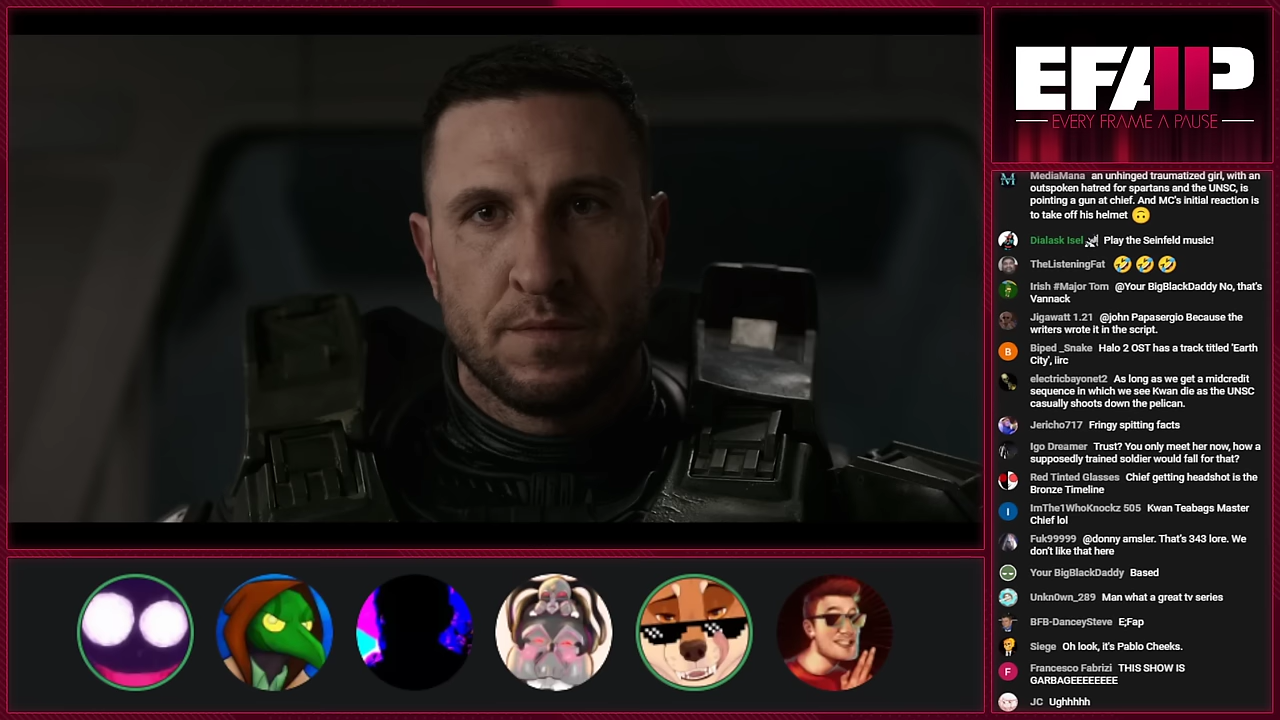 EFAP
EVERY FRAME A PAUSE
MediaMana an unhinged traumatized girl, with an
outspoken hatred for spartans and the UNSC, is
pointing a gun at chief. And MC's initial reaction is
to take off his helmet 🙃
Dialask Isel Play the Seinfeld music!
TheListeningFat 🤣🤣🤣
Irish #Major Tom @Your BigBlackDaddy No, that's
Vannack
Jigawatt 1.21 @john Papasergio Because the
writers wrote it in the script.
Biped _Snake Halo 2 OST has a track titled 'Earth
City', iirc
electricbayonet2 As long as we get a midcredit
sequence in which we see Kwan die as the UNSC
casually shoots down the pelican.
Jericho717 Fringy spitting facts
Igo Dreamer Trust? You only meet her now, how a
supposedly trained soldier would fall for that?
Red Tinted Glasses Chief getting headshot is the
Bronze Timeline
ImThe1WhoKnockz 505 Kwan Teabags Master
Chief lol
Fuk99999 @donny amsler. That's 343 lore. We
don't like that here
Your BigBlackDaddy Based
Unkn0wn_289 Man what a great tv series
BFB-DanceySteve E;Fap
Siege Oh look, it's Pablo Cheeks.
F
Francesco Fabrizi THIS SHOW IS
GARBAGEEEEEEE
JC Ughhhhh